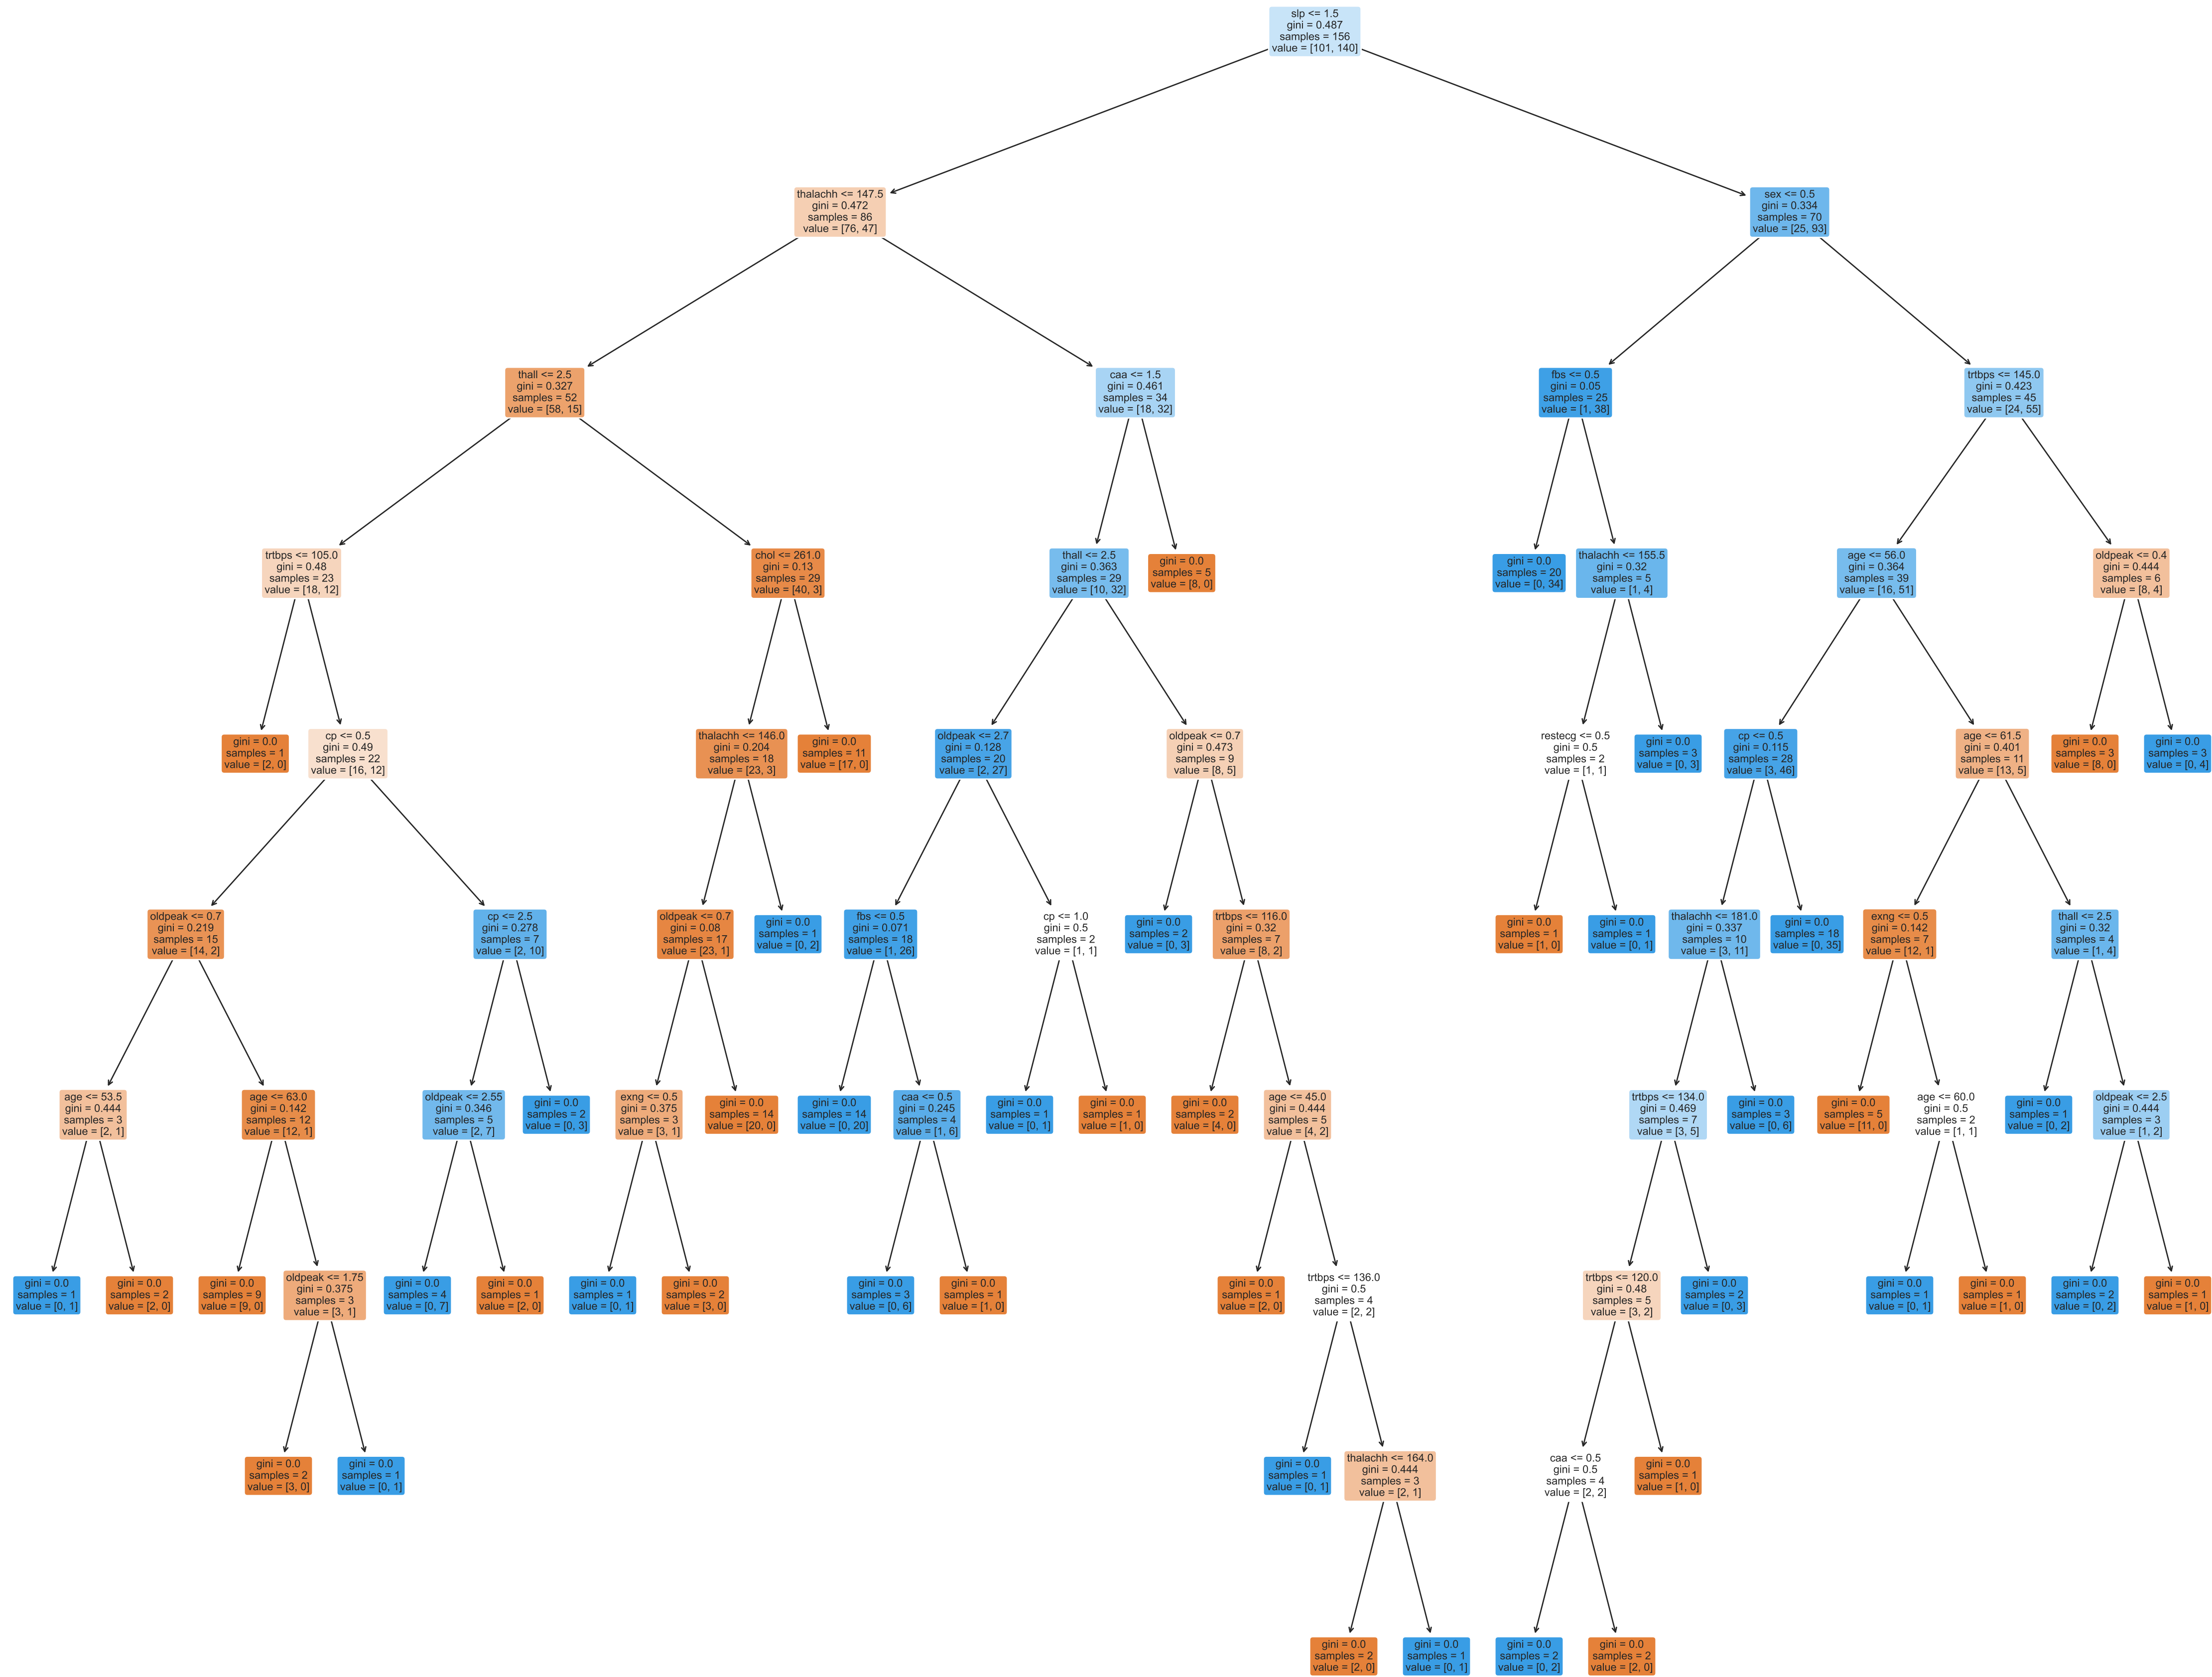 slp <= 1.5
gini = 0.487
samples = 156
value = [101, 140]
thalachh <= 147.5
gini = 0.472
samples = 86
value = [76, 47]
sex <= 0.5
gini = 0.334
samples = 70
value = [25, 93]
thall <= 2.5
gini = 0.327
samples = 52
value = [58, 15]
caa <= 1.5
gini = 0.461
samples = 34
value = [18, 32]
fbs <= 0.5
gini = 0.05
samples = 25
value = [1, 38]
trtbps <= 145.0
gini = 0.423
samples = 45
value = [24, 55]
trtbps <= 105.0
gini = 0.48
samples = 23
value = [18, 12]
chol <= 261.0
gini = 0.13
samples = 29
value = [40, 3]
thall <= 2.5
gini = 0.363
samples = 29
value = [10, 32]
gini = 0.0
samples = 5
value = [8, 0]
gini = 0.0
samples = 20
value = [0, 34]
thalachh <= 155.5
gini = 0.32
samples = 5
value = [1, 4]
age <= 56.0
gini = 0.364
samples = 39
value = [16, 51]
oldpeak <= 0.4
gini = 0.444
samples = 6
value = [8, 4]
gini = 0.0
samples = 1
value = [2, 0]
cp <= 0.5
gini = 0.49
samples = 22
value = [16, 12]
thalachh <= 146.0
gini = 0.204
samples = 18
value = [23, 3]
gini = 0.0
samples = 11
value = [17, 0]
oldpeak <= 2.7
gini = 0.128
samples = 20
value = [2, 27]
oldpeak <= 0.7
gini = 0.473
samples = 9
value = [8, 5]
restecg <= 0.5
gini = 0.5
samples = 2
value = [1, 1]
gini = 0.0
samples = 3
value = [0, 3]
cp <= 0.5
gini = 0.115
samples = 28
value = [3, 46]
age <= 61.5
gini = 0.401
samples = 11
value = [13, 5]
gini = 0.0
samples = 3
value = [8, 0]
gini = 0.0
samples = 3
value = [0, 4]
oldpeak <= 0.7
gini = 0.219
samples = 15
value = [14, 2]
cp <= 2.5
gini = 0.278
samples = 7
value = [2, 10]
oldpeak <= 0.7
gini = 0.08
samples = 17
value = [23, 1]
gini = 0.0
samples = 1
value = [0, 2]
fbs <= 0.5
gini = 0.071
samples = 18
value = [1, 26]
cp <= 1.0
gini = 0.5
samples = 2
value = [1, 1]
gini = 0.0
samples = 2
value = [0, 3]
trtbps <= 116.0
gini = 0.32
samples = 7
value = [8, 2]
gini = 0.0
samples = 1
value = [1, 0]
gini = 0.0
samples = 1
value = [0, 1]
thalachh <= 181.0
gini = 0.337
samples = 10
value = [3, 11]
gini = 0.0
samples = 18
value = [0, 35]
exng <= 0.5
gini = 0.142
samples = 7
value = [12, 1]
thall <= 2.5
gini = 0.32
samples = 4
value = [1, 4]
age <= 53.5
gini = 0.444
samples = 3
value = [2, 1]
age <= 63.0
gini = 0.142
samples = 12
value = [12, 1]
oldpeak <= 2.55
gini = 0.346
samples = 5
value = [2, 7]
gini = 0.0
samples = 2
value = [0, 3]
exng <= 0.5
gini = 0.375
samples = 3
value = [3, 1]
gini = 0.0
samples = 14
value = [20, 0]
gini = 0.0
samples = 14
value = [0, 20]
caa <= 0.5
gini = 0.245
samples = 4
value = [1, 6]
gini = 0.0
samples = 1
value = [0, 1]
gini = 0.0
samples = 1
value = [1, 0]
gini = 0.0
samples = 2
value = [4, 0]
age <= 45.0
gini = 0.444
samples = 5
value = [4, 2]
trtbps <= 134.0
gini = 0.469
samples = 7
value = [3, 5]
gini = 0.0
samples = 3
value = [0, 6]
gini = 0.0
samples = 5
value = [11, 0]
age <= 60.0
gini = 0.5
samples = 2
value = [1, 1]
gini = 0.0
samples = 1
value = [0, 2]
oldpeak <= 2.5
gini = 0.444
samples = 3
value = [1, 2]
gini = 0.0
samples = 1
value = [0, 1]
gini = 0.0
samples = 2
value = [2, 0]
gini = 0.0
samples = 9
value = [9, 0]
oldpeak <= 1.75
gini = 0.375
samples = 3
value = [3, 1]
gini = 0.0
samples = 4
value = [0, 7]
gini = 0.0
samples = 1
value = [2, 0]
gini = 0.0
samples = 1
value = [0, 1]
gini = 0.0
samples = 2
value = [3, 0]
gini = 0.0
samples = 3
value = [0, 6]
gini = 0.0
samples = 1
value = [1, 0]
gini = 0.0
samples = 1
value = [2, 0]
trtbps <= 136.0
gini = 0.5
samples = 4
value = [2, 2]
trtbps <= 120.0
gini = 0.48
samples = 5
value = [3, 2]
gini = 0.0
samples = 2
value = [0, 3]
gini = 0.0
samples = 1
value = [0, 1]
gini = 0.0
samples = 1
value = [1, 0]
gini = 0.0
samples = 2
value = [0, 2]
gini = 0.0
samples = 1
value = [1, 0]
gini = 0.0
samples = 2
value = [3, 0]
gini = 0.0
samples = 1
value = [0, 1]
gini = 0.0
samples = 1
value = [0, 1]
thalachh <= 164.0
gini = 0.444
samples = 3
value = [2, 1]
caa <= 0.5
gini = 0.5
samples = 4
value = [2, 2]
gini = 0.0
samples = 1
value = [1, 0]
gini = 0.0
samples = 2
value = [2, 0]
gini = 0.0
samples = 1
value = [0, 1]
gini = 0.0
samples = 2
value = [0, 2]
gini = 0.0
samples = 2
value = [2, 0]